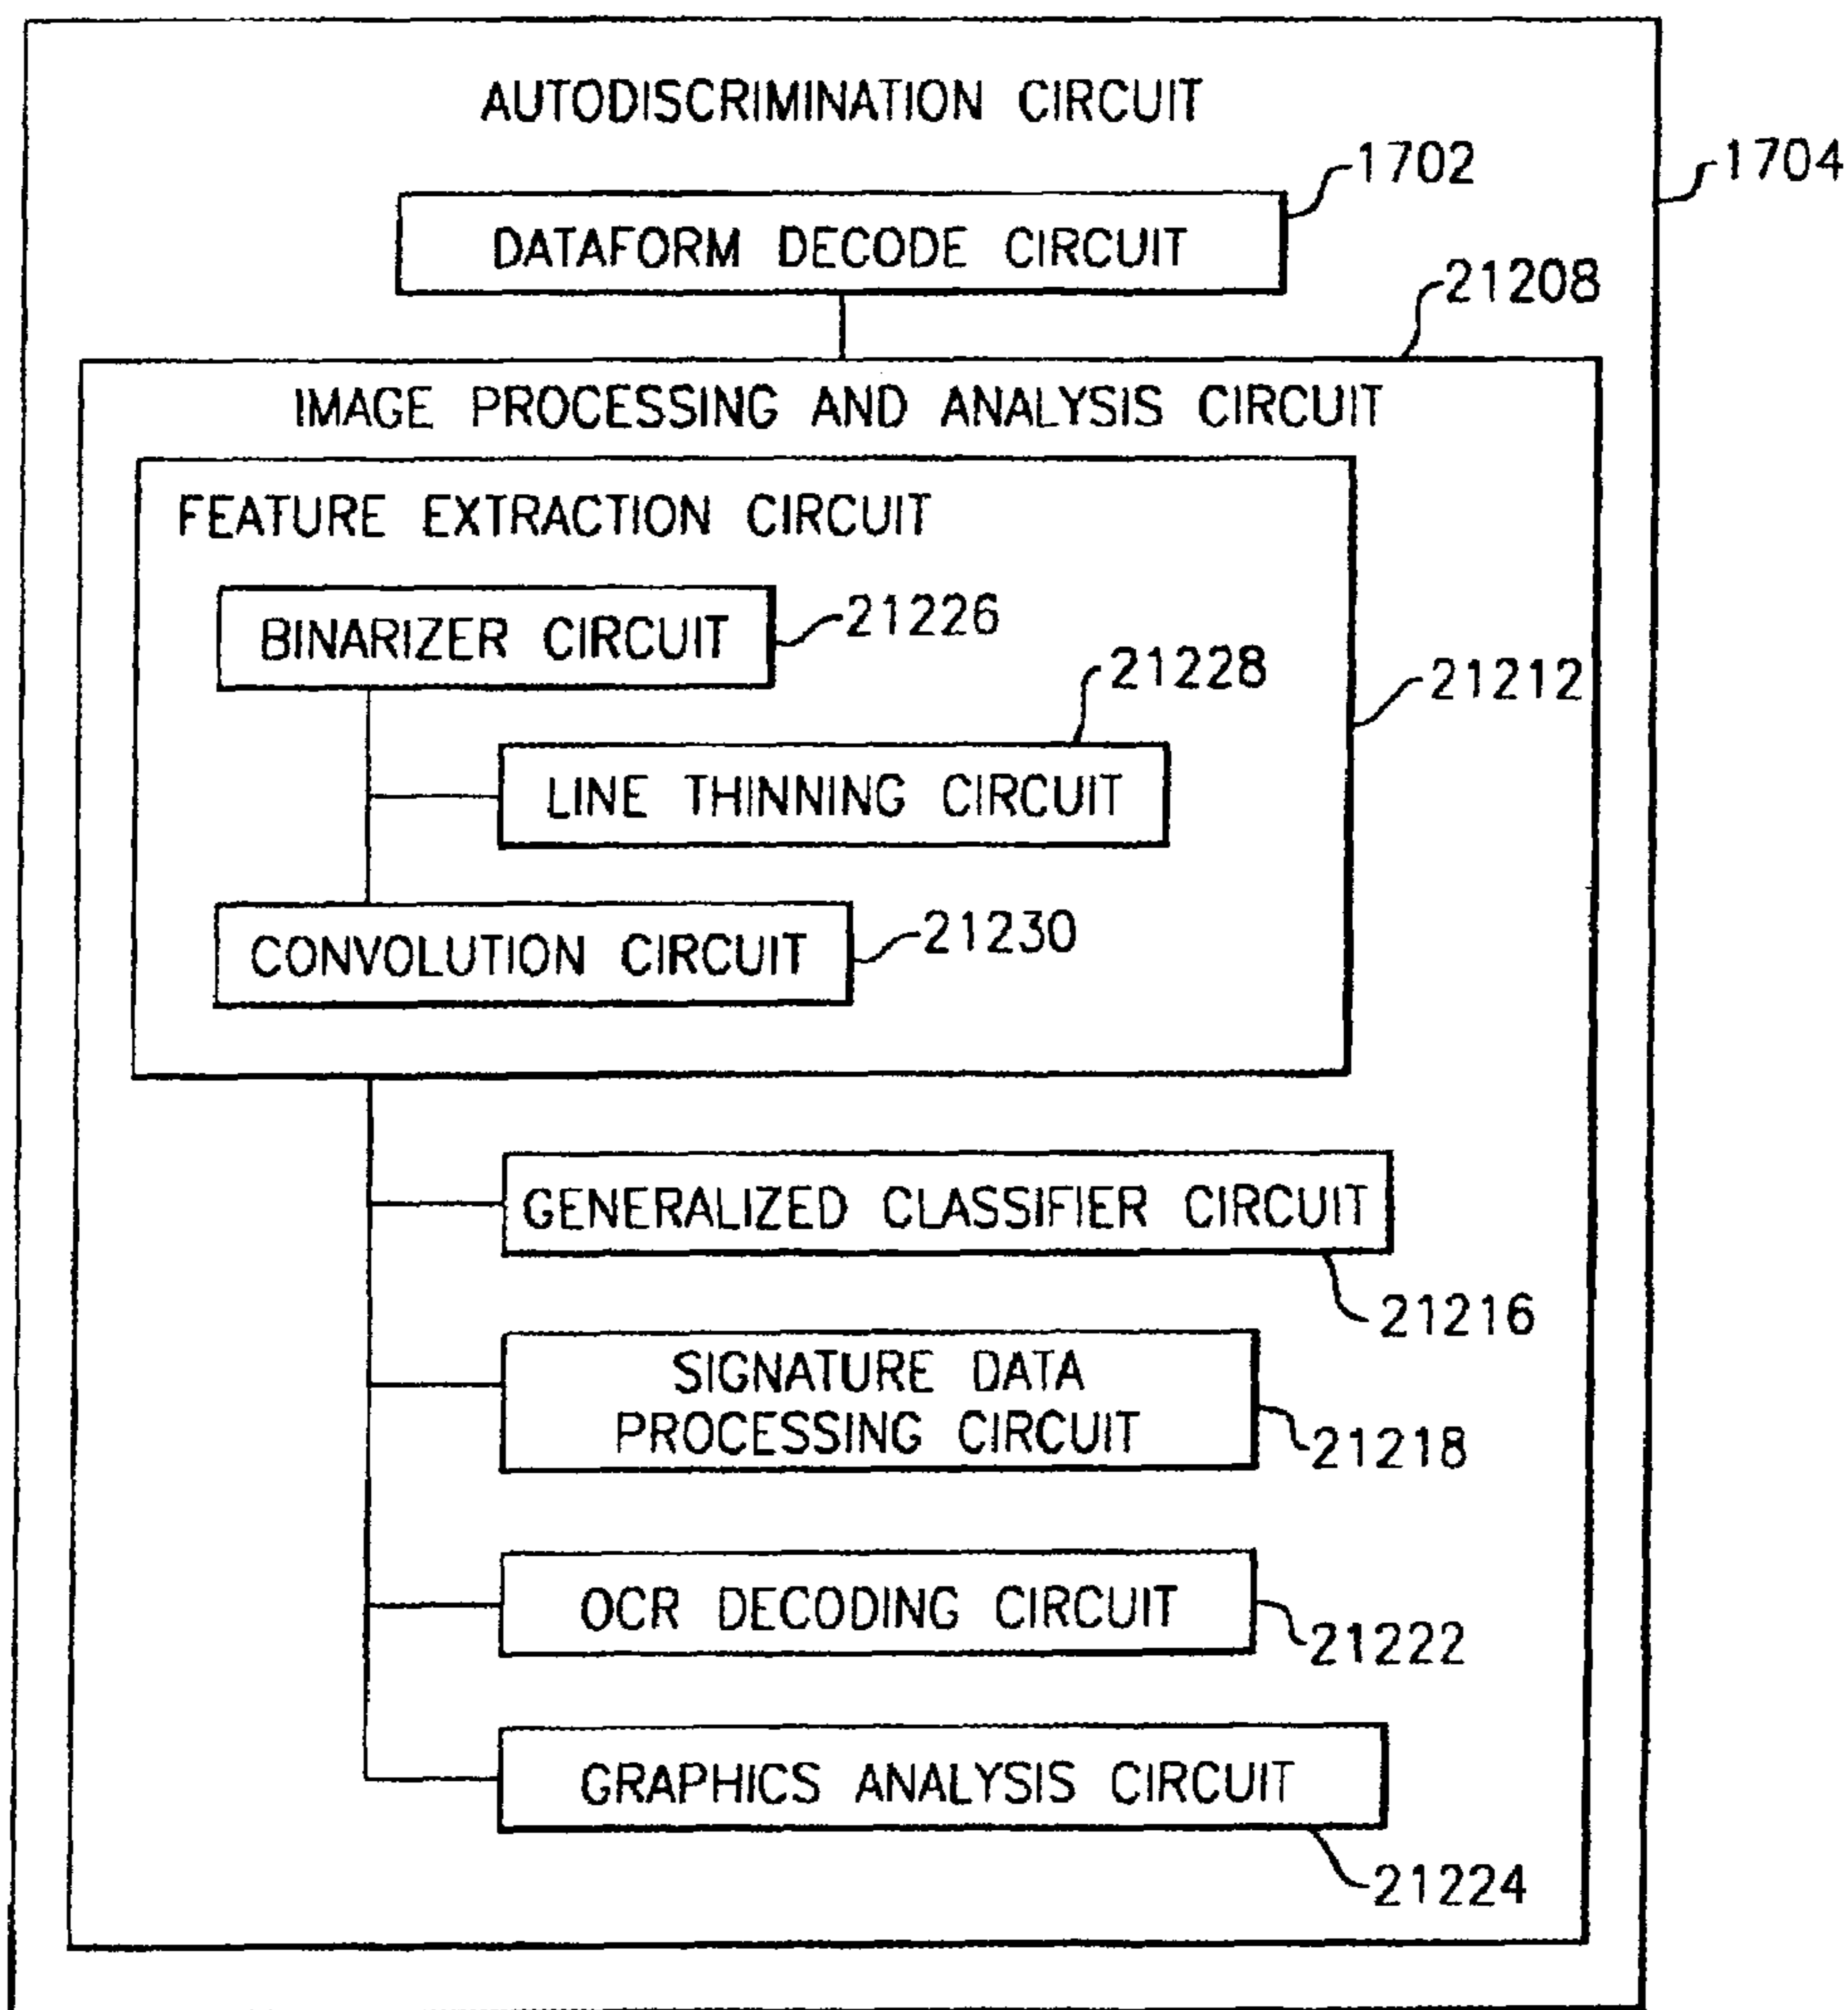 AUTODISCRIMINATION CIRCUIT
1702
1704
DATAFORM DECODE CIRCUIT
21208
IMAGE PROCESSING AND ANALYSIS CIRCUIT
FEATURE EXTRACTION CIRCUIT
21226
BINARIZER CIRCUIT
21228
21212
LINE THINNING CIRCUIT
21230
CONVOLUTION CIRCUIT
GENERALIZED CLASSIFIER CIRCUIT
21216
SIGNATURE DATA
PROCESSING CIRCUIT
21218
OCR DECODING CIRCUIT
21222
GRAPHICS ANALYSIS CIRCUIT
21224